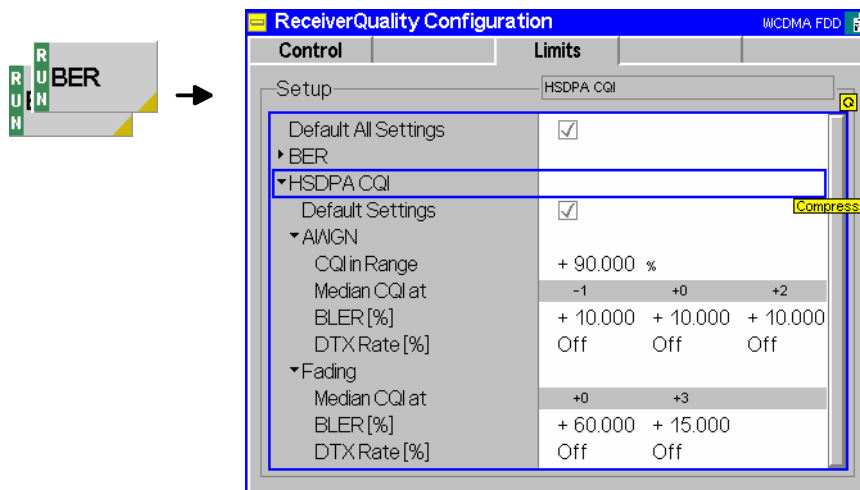 RUN
RUN BER
ReceiverQuality Configuration WCDMA FDD
Control Limits
Setup HSDPA CQI
Q
Default All Settings
BER
HSDPA CQI
Compress
Default Settings
AWGN
CQI in Range + 90.000 %
Median CQI at -1 +0 +2
BLER [%] + 10.000 + 10.000 + 10.000
DTX Rate [%] Off Off Off
Fading
Median CQI at +0 +3
BLER [%] + 60.000 + 15.000
DTX Rate [%] Off Off